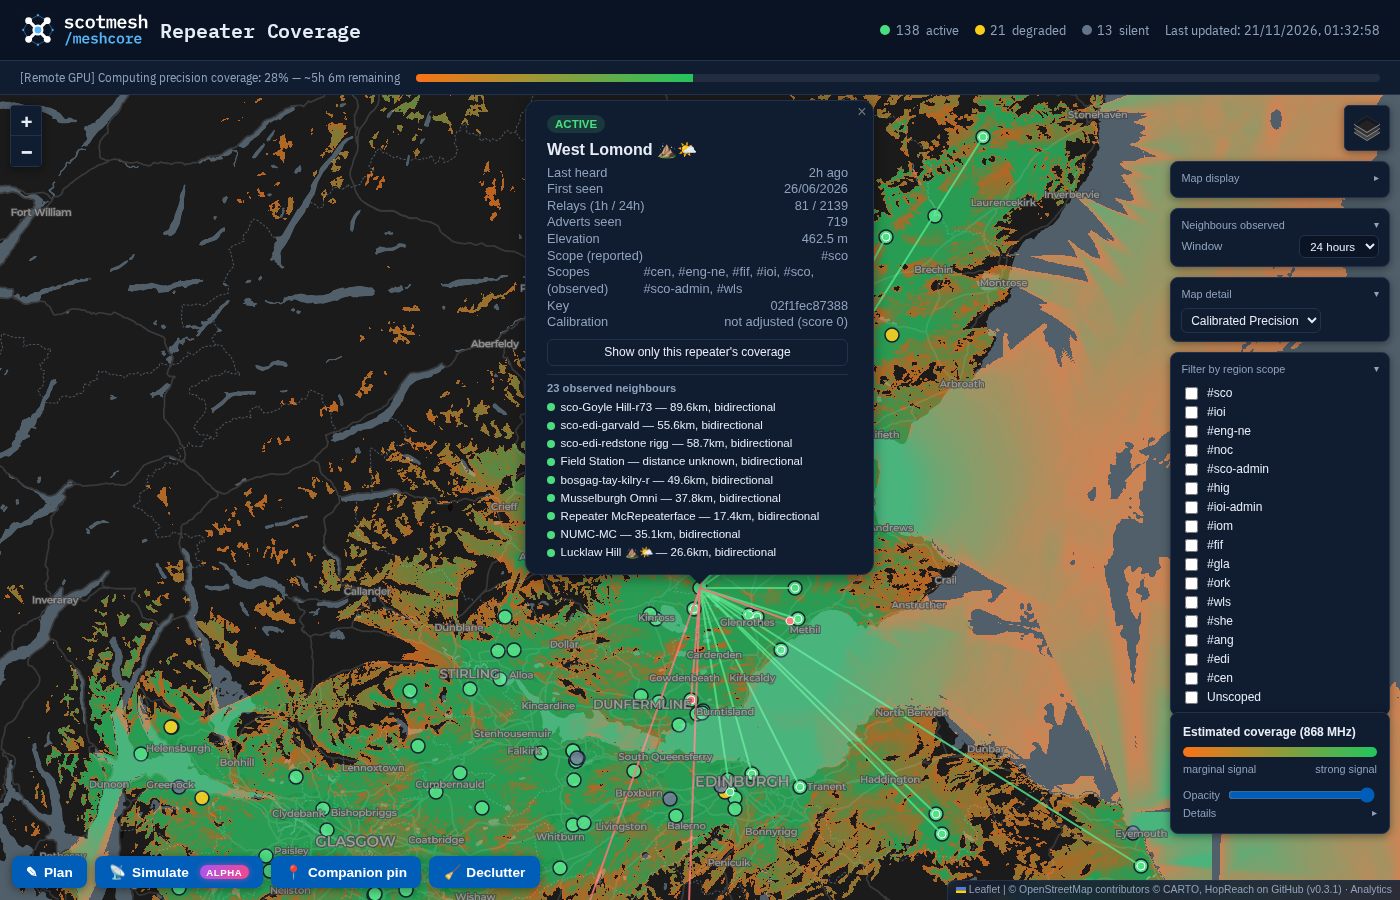 scotmesh
/meshcore
Repeater Coverage
138 active
21 degraded
13 silent
Last updated: 21/11/2026, 01:32:58
[Remote GPU] Computing precision coverage: 28% — ~5h 6m remaining
+
−
ACTIVE
×
West Lomond ⛰️🌤️
Last heard 2h ago
First seen 26/06/2026
Relays (1h / 24h) 81 / 2139
Adverts seen 719
Elevation 462.5 m
Scope (reported) #sco
Scopes (observed) #cen, #eng-ne, #fif, #ioi, #sco,
#sco-admin, #wls
Key 02f1fec87388
Calibration not adjusted (score 0)
Show only this repeater's coverage
23 observed neighbours
sco-Goyle Hill-r73 — 89.6km, bidirectional
sco-edi-garvald — 55.6km, bidirectional
sco-edi-redstone rigg — 58.7km, bidirectional
Field Station — distance unknown, bidirectional
bosgag-tay-kilry-r — 49.6km, bidirectional
Musselburgh Omni — 37.8km, bidirectional
Repeater McRepeaterface — 17.4km, bidirectional
NUMC-MC — 35.1km, bidirectional
Lucklaw Hill ⛰️🌤️ — 26.6km, bidirectional
Map display ▸
Neighbours observed ▾
Window 24 hours
Map detail ▾
Calibrated Precision
Filter by region scope ▾
#sco
#ioi
#eng-ne
#noc
#sco-admin
#hig
#ioi-admin
#iom
#fif
#gla
#ork
#wls
#she
#ang
#edi
#cen
Unscoped
Estimated coverage (868 MHz)
marginal signal strong signal
Opacity
Details ▸
Stonehaven
Inverbervie
Laurencekirk
Fort William
Brechin
Montrose
Aberfeldy
Arbroath
ifieth
Crieff
Andrews
Callander
Crail
Inveraray
Anstruther
Kinross
Glenrothes
Methil
Dunblane
Dollar
Cardenden
STIRLING
Alloa
Cowdenbeath
Kirkcaldy
Kincardine
DUNFERMLINE
Burntisland
North Berwick
Stenhousemuir
Helensburgh
Falkirk
South Queensferry
Dunbar
Bonhill
Lennoxtown
EDINBURGH
Haddington
Dunoon
Greenock
Cumbernauld
Broxburn
Tranent
Clydebank
Bishopbriggs
Livingston
Balerno
Bonnyrigg
Eyemouth
GLASGOW
Coatbridge
Whitburn
Paisley
Rothesay
Penicuik
Neilston
Wishaw
✎ Plan
📡 Simulate ALPHA
📍 Companion pin
🧹 Declutter
Leaflet | © OpenStreetMap contributors © CARTO, HopReach on GitHub (v0.3.1) · Analytics